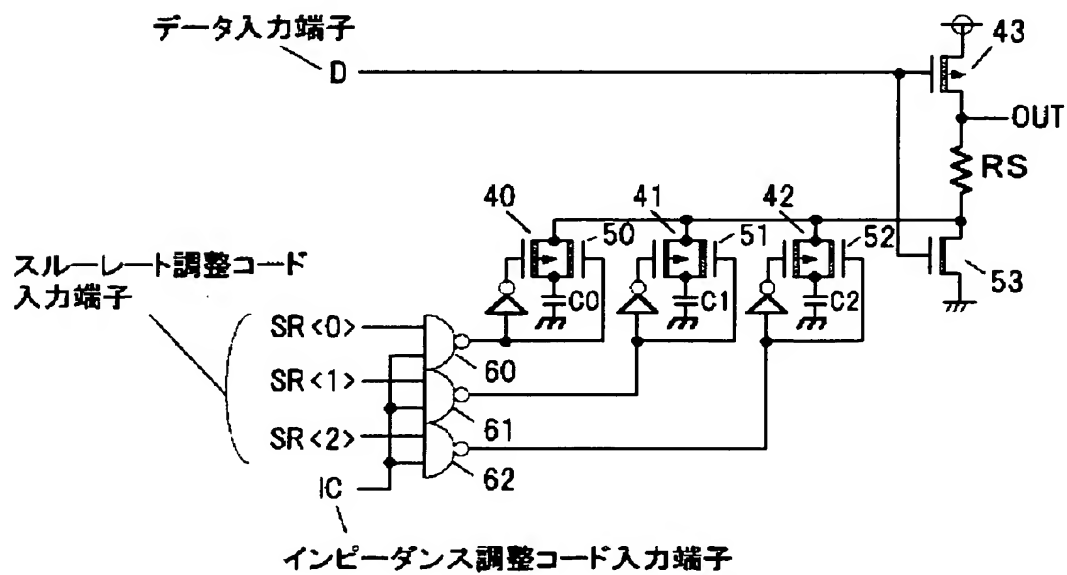 データ入力端子
D
43
OUT
RS
40
50
41
51
42
52
53
C0
C1
C2
スルーレート調整コード
入力端子
SR<0>
60
SR<1>
61
SR<2>
62
IC
インピーダンス調整コード入力端子